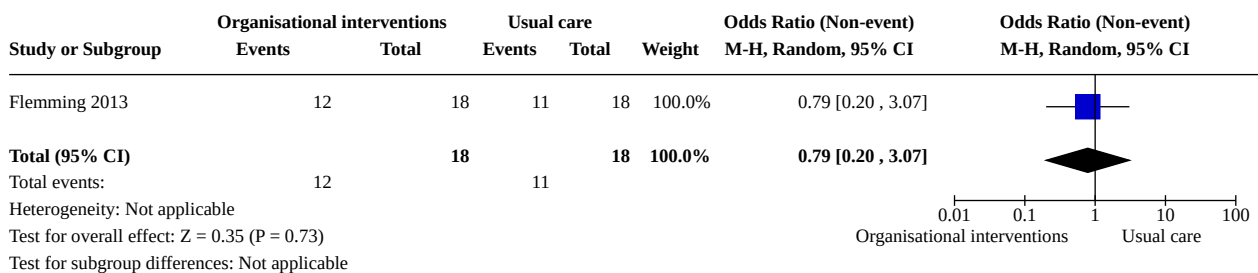 Organisational interventions Usual care Odds Ratio (Non-event) Odds Ratio (Non-event)
Study or Subgroup Events Total Events Total Weight M-H, Random, 95% CI M-H, Random, 95% CI
Flemming 2013 12 18 11 18 100.0% 0.79 [0.20 , 3.07]
Total (95% CI) 18 18 100.0% 0.79 [0.20 , 3.07]
Total events: 12 11
Heterogeneity: Not applicable
0.01 0.1 1 10 100
Test for overall effect: Z = 0.35 (P = 0.73) Organisational interventions Usual care
Test for subgroup differences: Not applicable